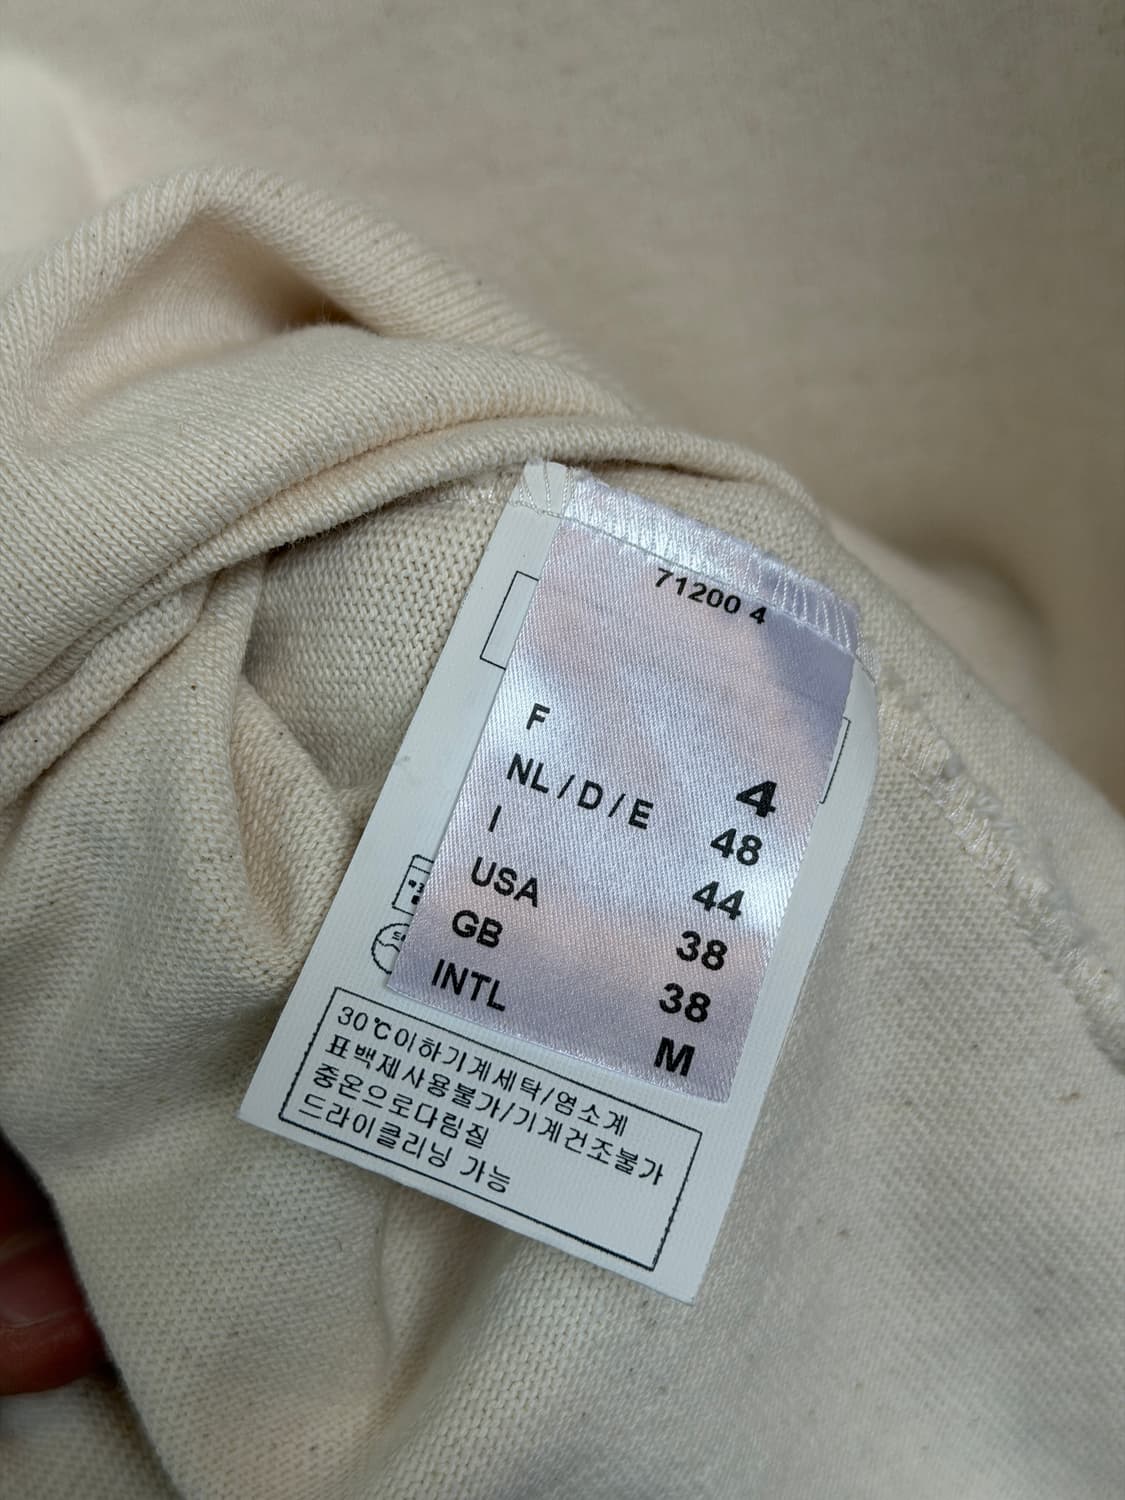 71200 4
F 4
NL / D / E 48
I 44
USA 38
GB 38
INTL M
30℃이하기계세탁/염소계
표백제사용불가/기계건조불가
중온으로다림질
드라이클리닝 가능